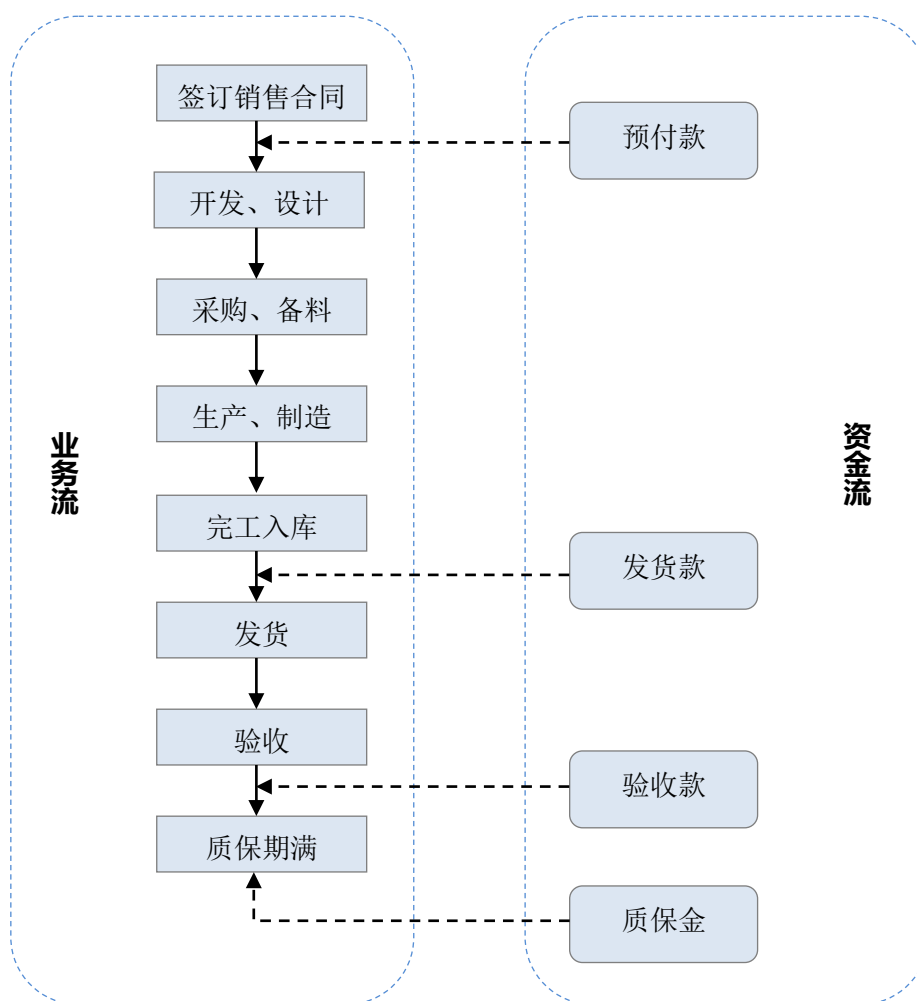 签订销售合同
预付款
开发、设计
采购、备料
生产、制造
业务流
资金流
完工入库
发货款
发货
验收
验收款
质保期满
质保金